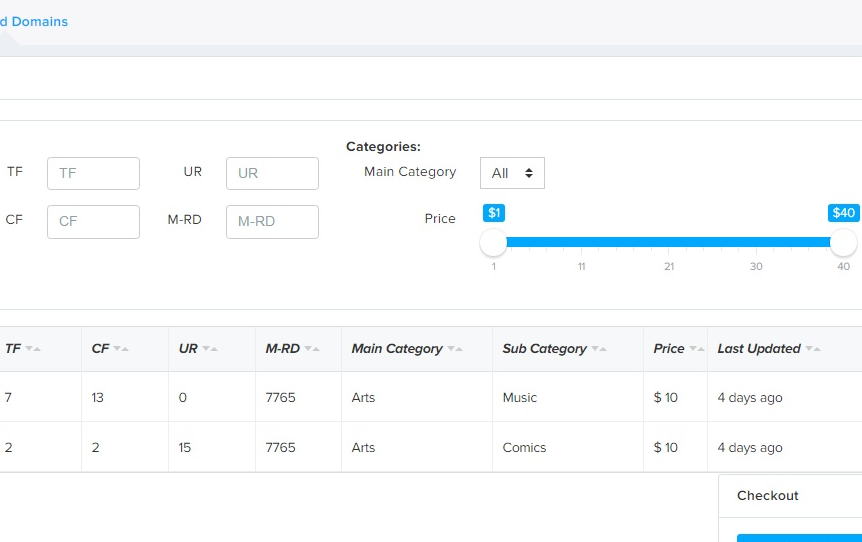 d Domains
Categories:
TF TF UR UR Main Category All
CF CF M-RD M-RD Price $1 $40
1 11 21 30 40
TF CF UR M-RD Main Category Sub Category Price Last Updated
7 13 0 7765 Arts Music $ 10 4 days ago
2 2 15 7765 Arts Comics $ 10 4 days ago
Checkout